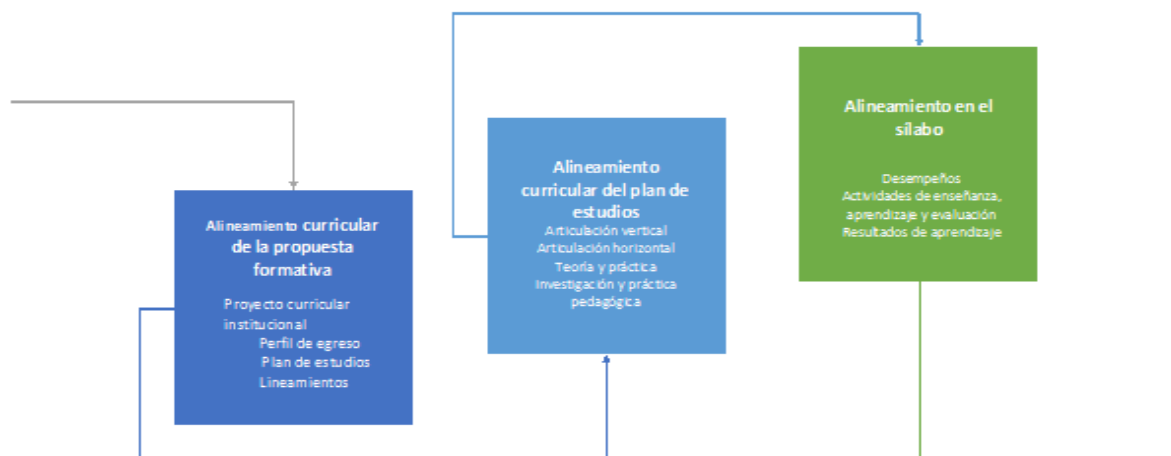 Alineamiento curricular
de la propuesta
formativa
Proyecto curricular
institucional
Perfil de egreso
Plan de estudios
Lineamientos
Alineamiento
curricular del plan de
estudios
Articulación vertical
Articulación horizontal
Teoría y práctica
Investigación y práctica
pedagógica
Alineamiento en el
sílabo
Desempeños
Actividades de enseñanza,
aprendizaje y evaluación
Resultados de aprendizaje